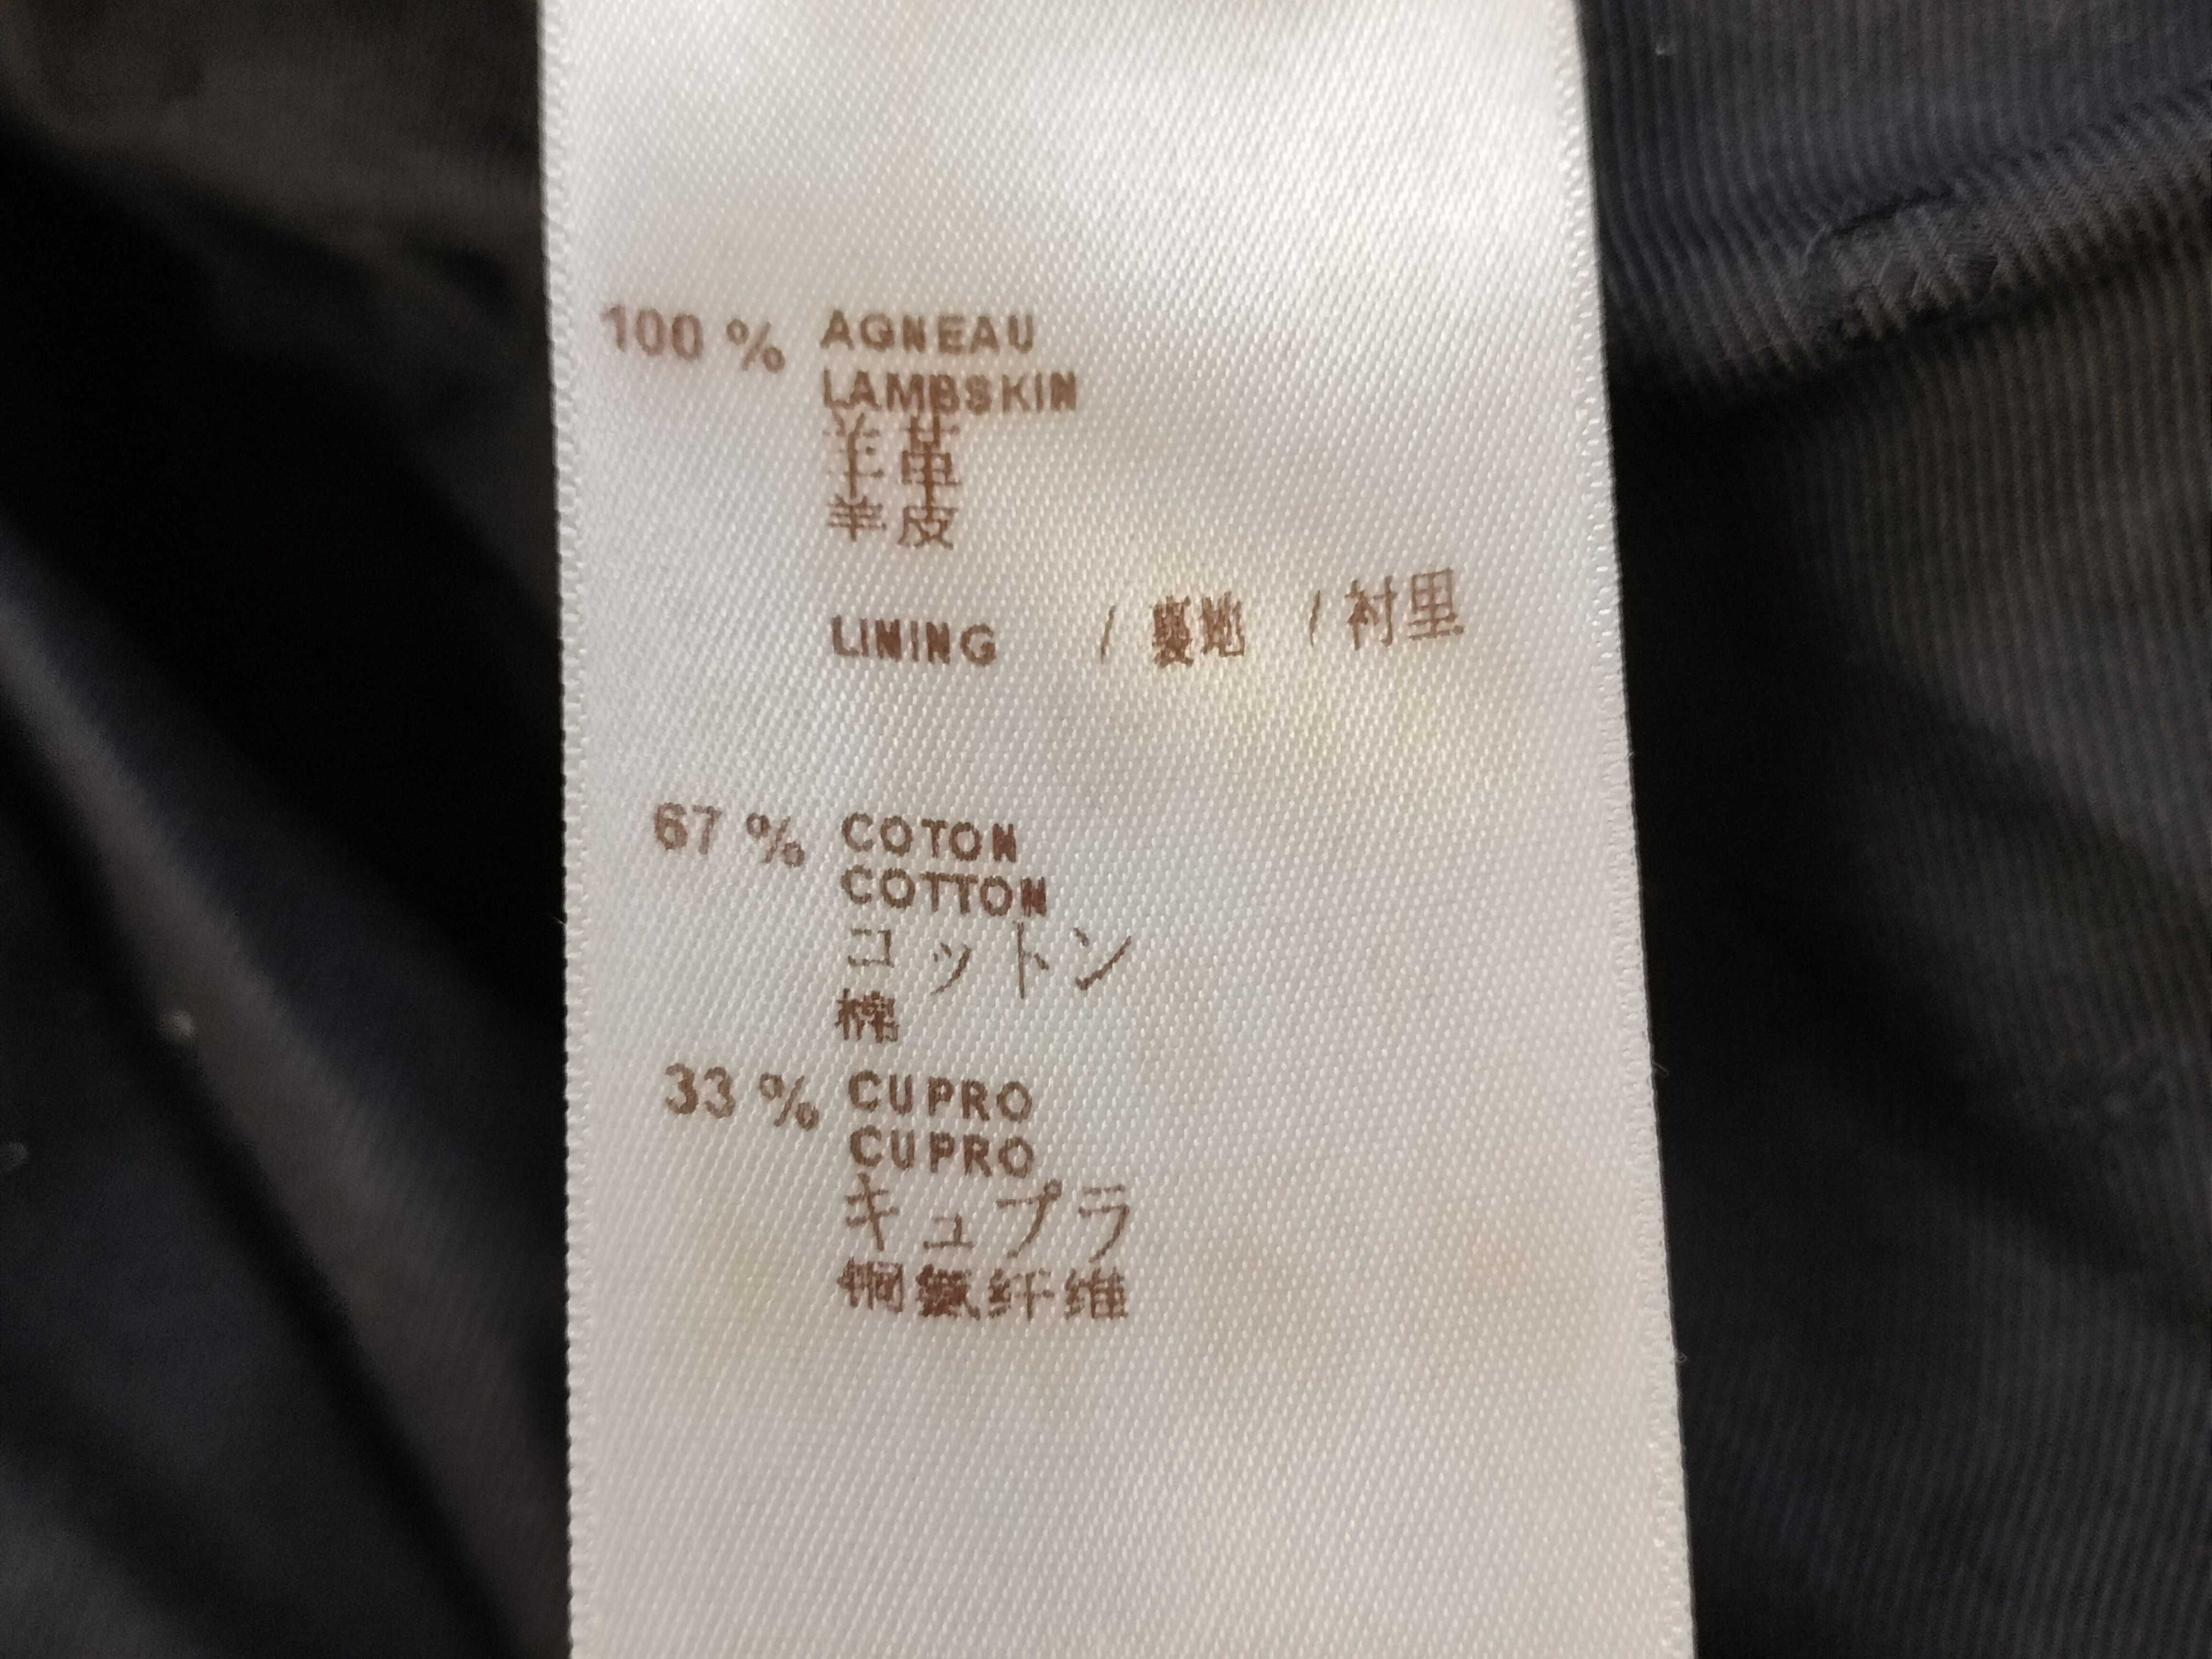 100 % AGNEAU
LAMBSKIN
羊革
羊皮
LINING / 裏地 / 衬里
67 % COTON
COTTON
コットン
棉
33 % CUPRO
CUPRO
キュプラ
铜氨纤维